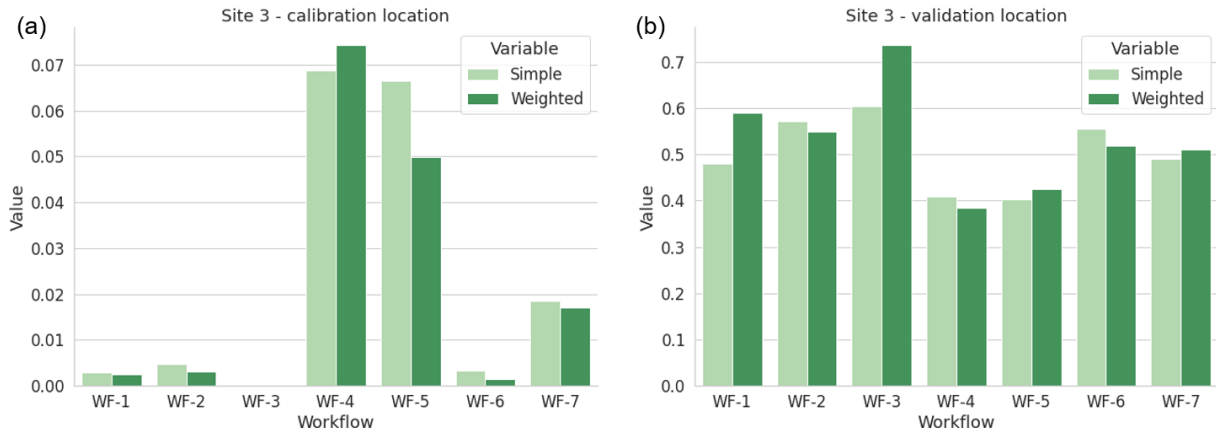 (a)
Site 3 - calibration location
Value
0.07
0.06
0.05
0.04
0.03
0.02
0.01
0.00
Variable
Simple
Weighted
WF-1 WF-2 WF-3 WF-4 WF-5 WF-6 WF-7
Workflow
(b)
Site 3 - validation location
Value
0.7
0.6
0.5
0.4
0.3
0.2
0.1
0.0
Variable
Simple
Weighted
WF-1 WF-2 WF-3 WF-4 WF-5 WF-6 WF-7
Workflow